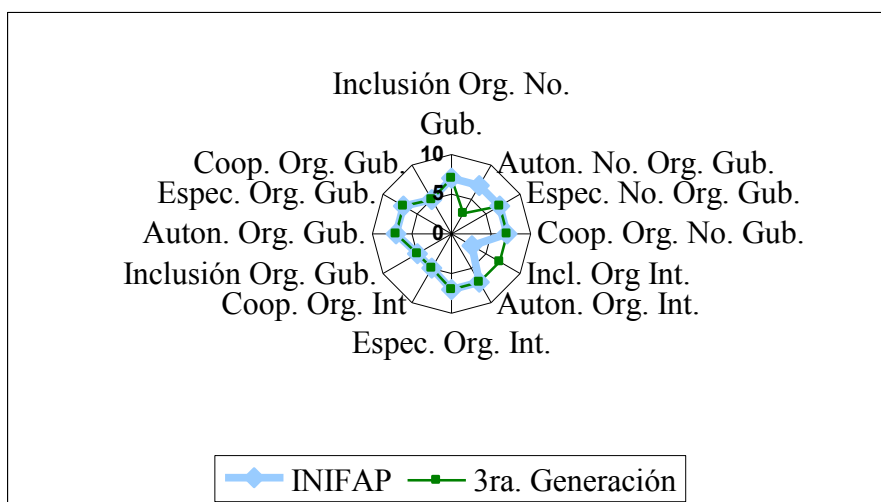 Inclusión Org. No.
Gub.
10
Coop. Org. Gub.
Auton. No. Org. Gub.
Espec. Org. Gub.
5
Espec. No. Org. Gub.
Auton. Org. Gub.
0
Coop. Org. No. Gub.
Inclusión Org. Gub.
Incl. Org Int.
Coop. Org. Int
Auton. Org. Int.
Espec. Org. Int.
INIFAP
3ra. Generación